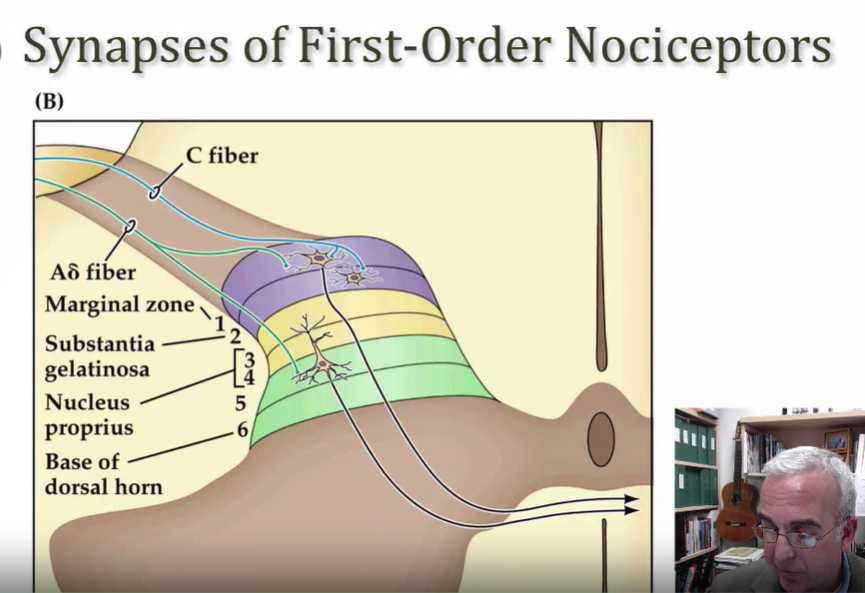 Synapses of First-Order Nociceptors
(B)
C fiber
Aδ fiber
Marginal zone
1
Substantia
gelatinosa
2
3
4
Nucleus
proprius
5
6
Base of
dorsal horn